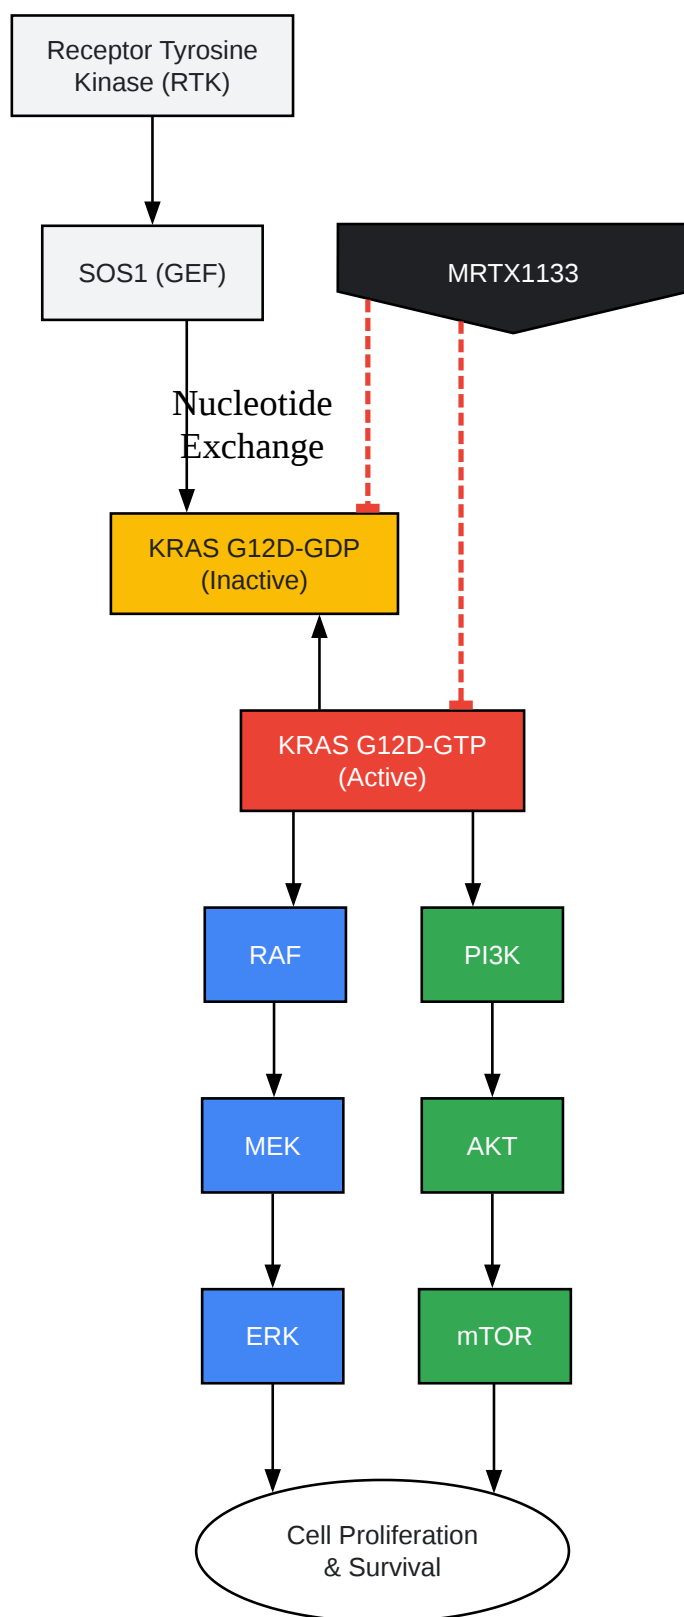 Receptor Tyrosine
Kinase (RTK)
SOS1 (GEF)
MRTX1133
Nucleotide
Exchange
KRAS G12D-GDP
(Inactive)
KRAS G12D-GTP
(Active)
RAF
PI3K
MEK
AKT
ERK
mTOR
Cell Proliferation
& Survival